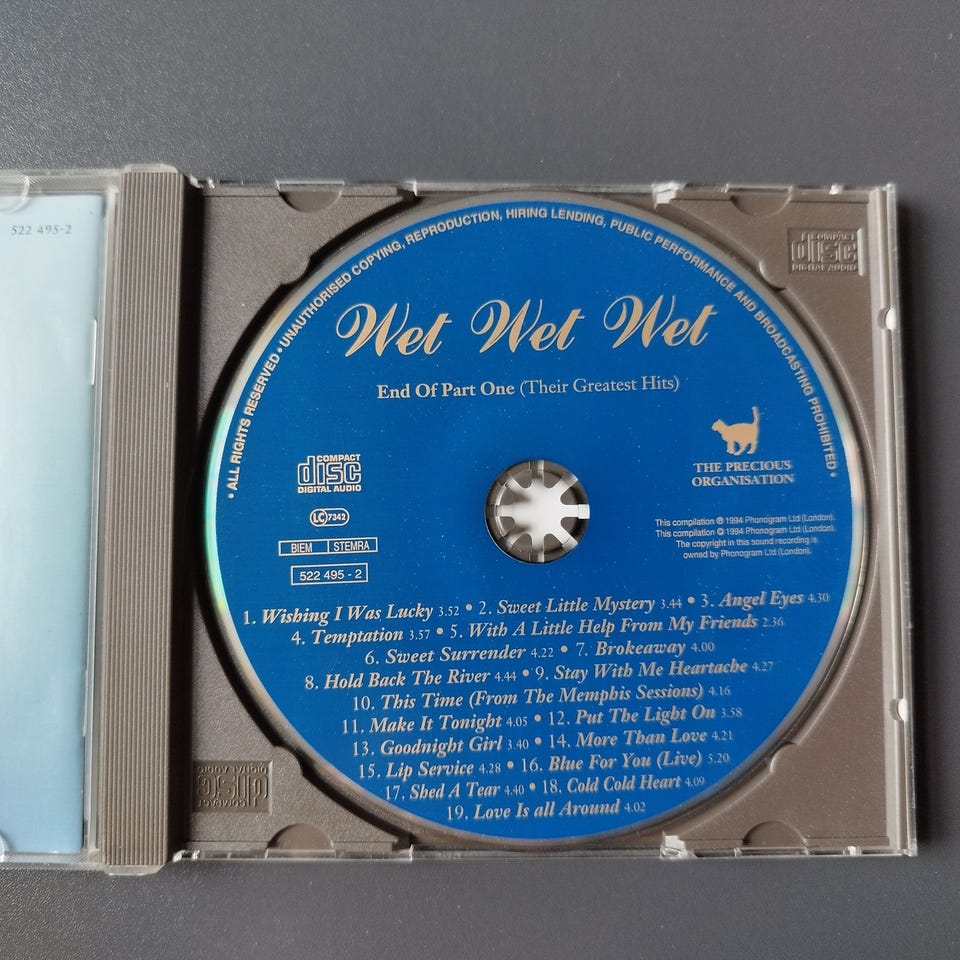 522 495-2
• ALL RIGHTS RESERVED • UNAUTHORISED COPYING, REPRODUCTION, HIRING LENDING, PUBLIC PERFORMANCE AND BROADCASTING PROHIBITED •
COMPACT
disc
DIGITAL AUDIO
Wet Wet Wet
End Of Part One (Their Greatest Hits)
THE PRECIOUS
ORGANISATION
COMPACT
disc
DIGITAL AUDIO
LC 7342
BIEM STEMRA
522 495 - 2
This compilation ℗ 1994 Phonogram Ltd (London).
This compilation © 1994 Phonogram Ltd (London).
The copyright in this sound recording is
owned by Phonogram Ltd (London).
1. Wishing I Was Lucky 3.52 • 2. Sweet Little Mystery 3.44 • 3. Angel Eyes 4.30
4. Temptation 3.57 • 5. With A Little Help From My Friends 2.36
6. Sweet Surrender 4.22 • 7. Brokeaway 4.00
8. Hold Back The River 4.44 • 9. Stay With Me Heartache 4.27
10. This Time (From The Memphis Sessions) 4.16
11. Make It Tonight 4.05 • 12. Put The Light On 3.58
13. Goodnight Girl 3.40 • 14. More Than Love 4.21
15. Lip Service 4.28 • 16. Blue For You (Live) 5.20
17. Shed A Tear 4.40 • 18. Cold Cold Heart 4.09
19. Love Is all Around 4.02
COMPACT
disc
DIGITAL AUDIO